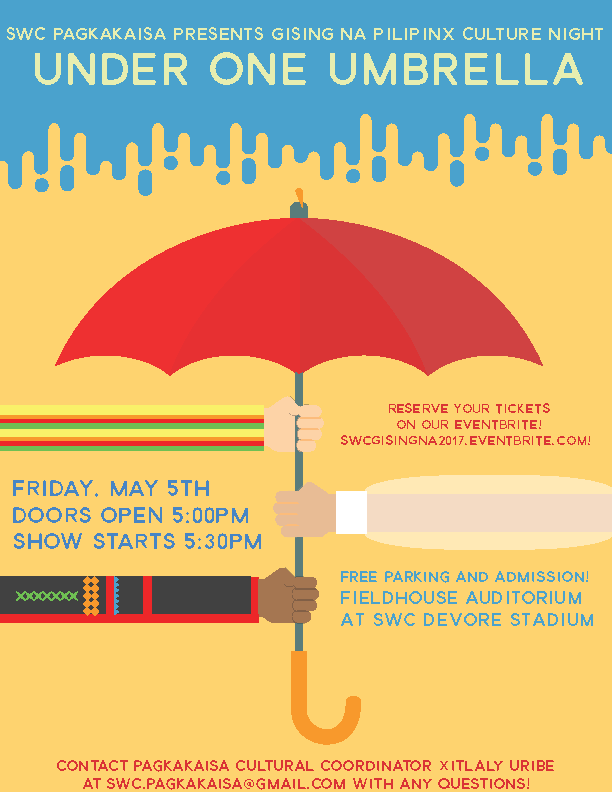 SWC PAGKAKAISA PRESENTS GISING NA PILIPINX CULTURE NIGHT
UNDER ONE UMBRELLA
RESERVE YOUR TICKETS
ON OUR EVENTBRITE!
SWCGISINGNA2017.EVENTBRITE.COM!
FRIDAY, MAY 5TH
DOORS OPEN 5:00PM
SHOW STARTS 5:30PM
FREE PARKING AND ADMISSION!
FIELDHOUSE AUDITORIUM
AT SWC DEVORE STADIUM
CONTACT PAGKAKAISA CULTURAL COORDINATOR XITLALY URIBE
AT SWC.PAGKAKAISA@GMAIL.COM WITH ANY QUESTIONS!